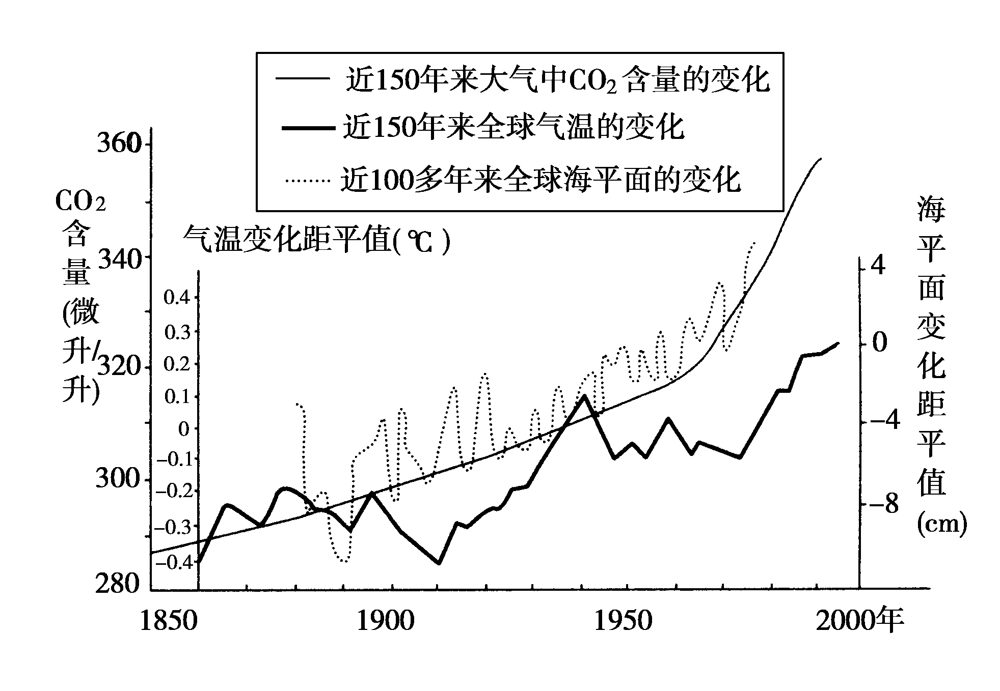 近150年来大气中CO₂含量的变化
近150年来全球气温的变化
近100多年来全球海平面的变化
CO₂
含
量
(微
升/
升)
360
340
320
300
280
气温变化距平值(℃)
0.4
0.3
0.2
0.1
0
-0.1
-0.2
-0.3
-0.4
海
平
面
变
化
距
平
值
(cm)
4
0
-4
-8
1850
1900
1950
2000年